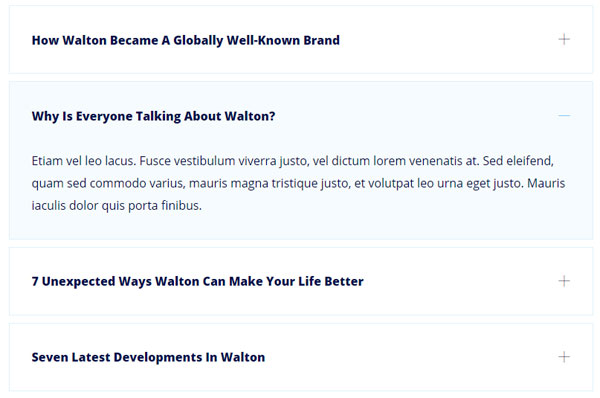 How Walton Became A Globally Well-Known Brand
Why Is Everyone Talking About Walton?
Etiam vel leo lacus. Fusce vestibulum viverra justo, vel dictum lorem venenatis at. Sed eleifend,
quam sed commodo varius, mauris magna tristique justo, et volutpat leo urna eget justo. Mauris
iaculis dolor quis porta finibus.
7 Unexpected Ways Walton Can Make Your Life Better
Seven Latest Developments In Walton